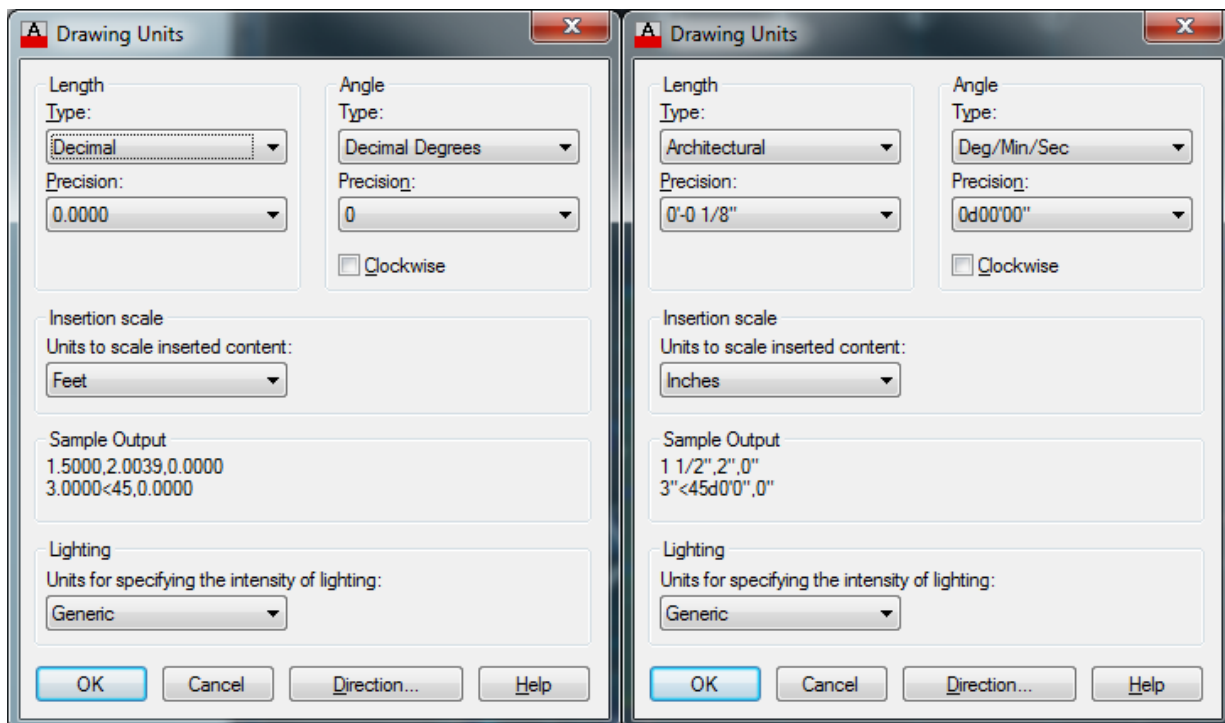 Drawing Units
Length
Type:
Decimal
Precision:
0.0000
Angle
Type:
Decimal Degrees
Precision:
0
Clockwise
Insertion scale
Units to scale inserted content:
Feet
Sample Output
1.5000,2.0039,0.0000
3.0000<45,0.0000
Lighting
Units for specifying the intensity of lighting:
Generic
OK Cancel Direction... Help
Drawing Units
Length
Type:
Architectural
Precision:
0'-0 1/8"
Angle
Type:
Deg/Min/Sec
Precision:
0d00'00"
Clockwise
Insertion scale
Units to scale inserted content:
Inches
Sample Output
1 1/2",2",0"
3"<45d0'0",0"
Lighting
Units for specifying the intensity of lighting:
Generic
OK Cancel Direction... Help